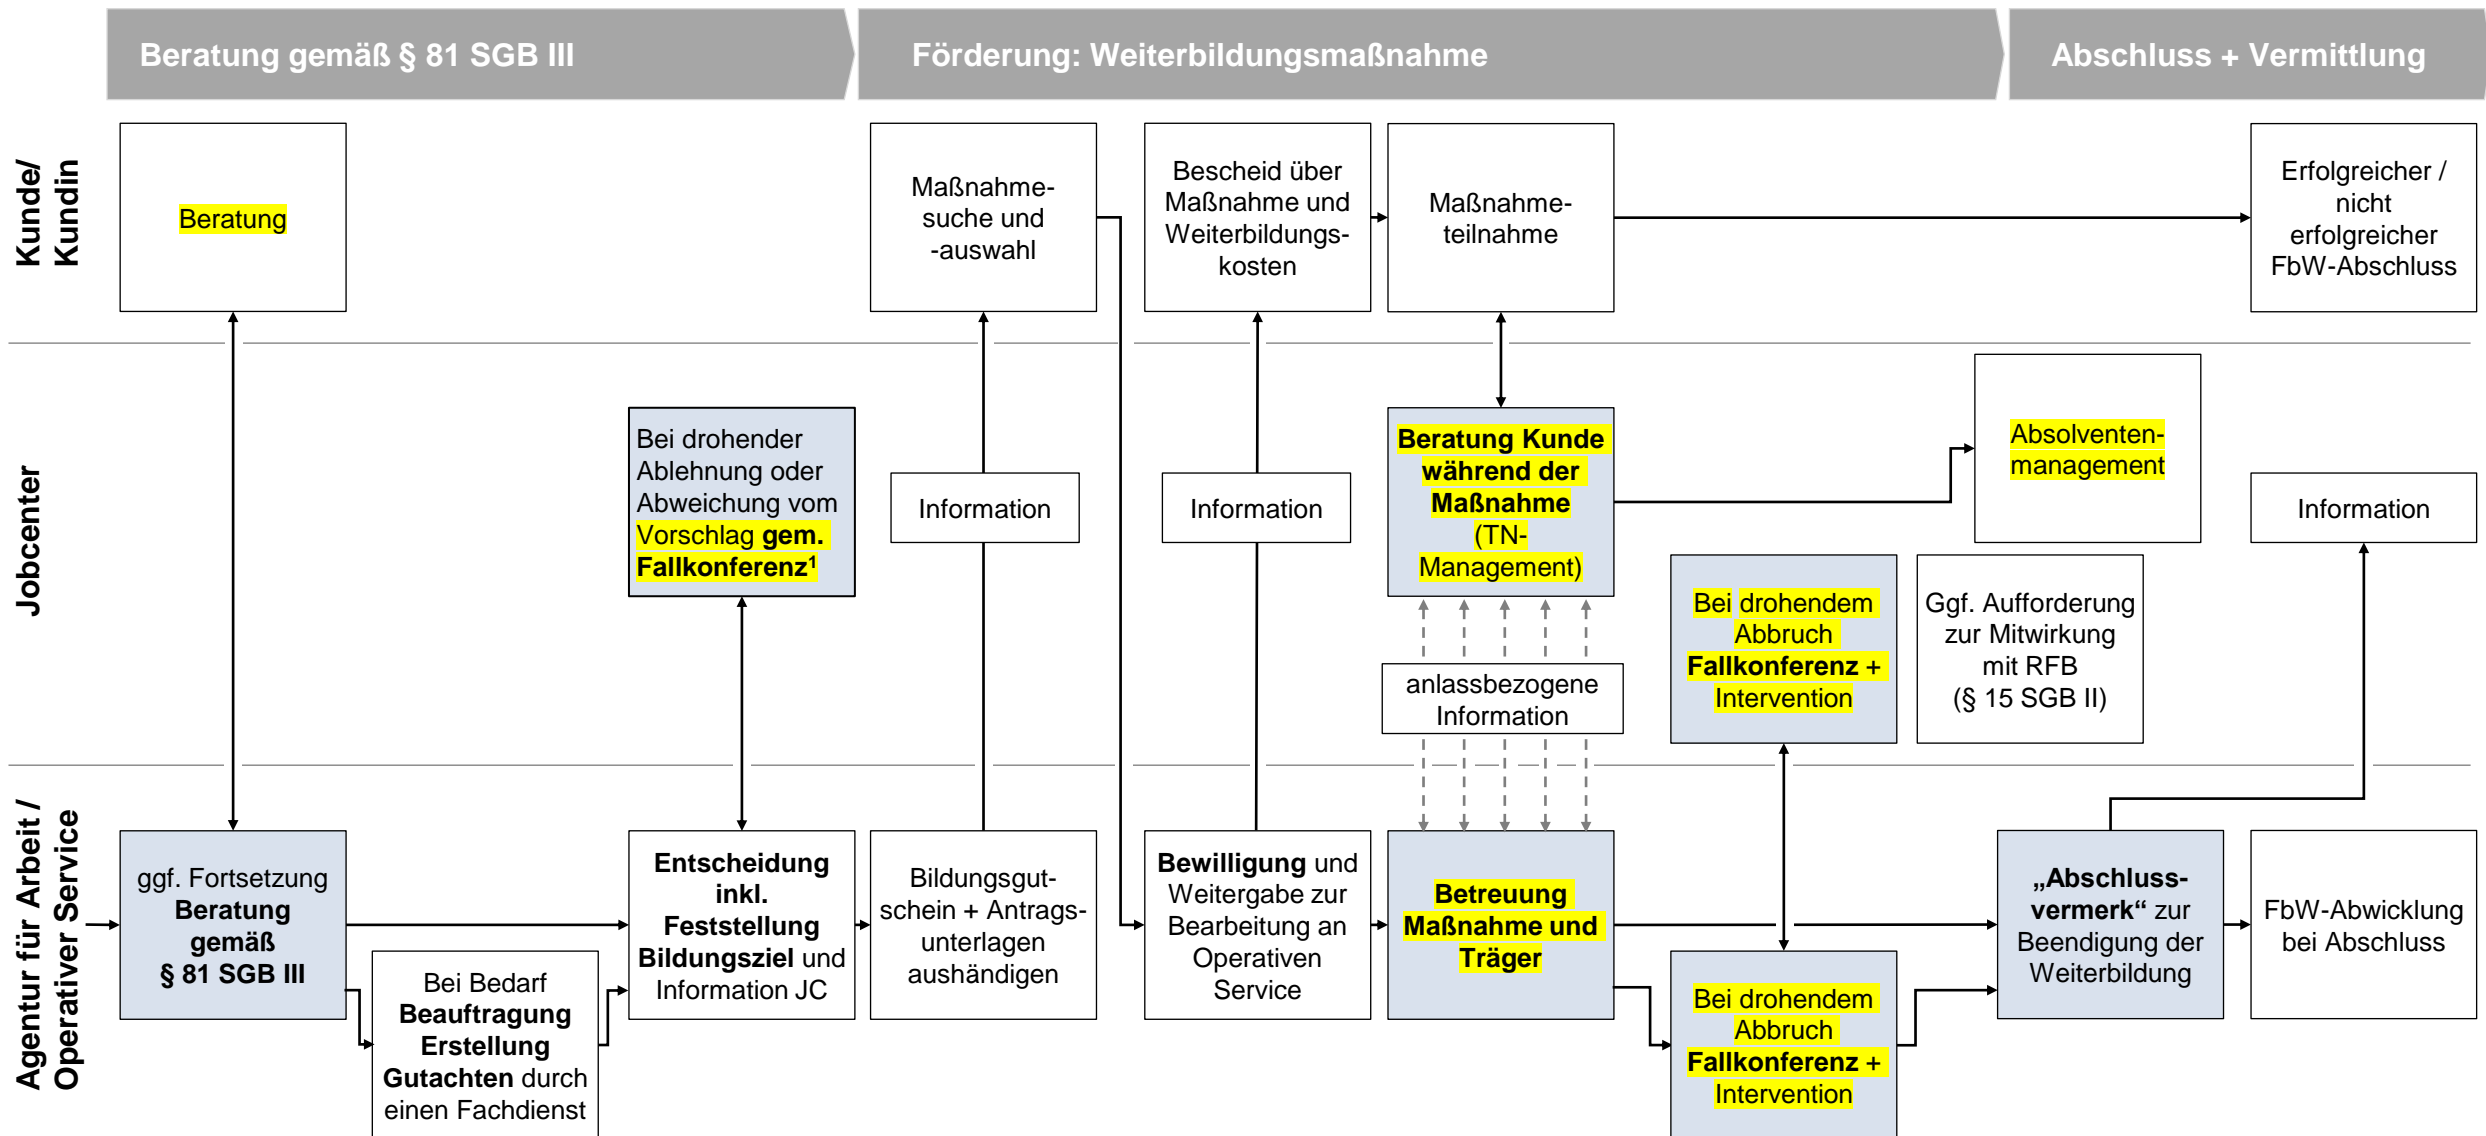 Beratung gemäß § 81 SGB III
Förderung: Weiterbildungsmaßnahme
Abschluss + Vermittlung
Kunde/
Kundin
Beratung
Maßnahme-
suche und
-auswahl
Bescheid über
Maßnahme und
Weiterbildungs-
kosten
Maßnahme-
teilnahme
Erfolgreicher /
nicht
erfolgreicher
FbW-Abschluss
Jobcenter
Bei drohender
Ablehnung oder
Abweichung vom
Vorschlag gem.
Fallkonferenz¹
Information
Information
Beratung Kunde
während der
Maßnahme
(TN-
Management)
Absolventen-
management
Information
Bei drohendem
Abbruch
Fallkonferenz +
Intervention
Ggf. Aufforderung
zur Mitwirkung
mit RFB
(§ 15 SGB II)
anlassbezogene
Information
Agentur für Arbeit /
Operativer Service
ggf. Fortsetzung
Beratung
gemäß
§ 81 SGB III
Bei Bedarf
Beauftragung
Erstellung
Gutachten durch
einen Fachdienst
Entscheidung
inkl.
Feststellung
Bildungsziel und
Information JC
Bildungsgut-
schein + Antrags-
unterlagen
aushändigen
Bewilligung und
Weitergabe zur
Bearbeitung an
Operativen
Service
Betreuung
Maßnahme und
Träger
Bei drohendem
Abbruch
Fallkonferenz +
Intervention
„Abschluss-
vermerk“ zur
Beendigung der
Weiterbildung
FbW-Abwicklung
bei Abschluss